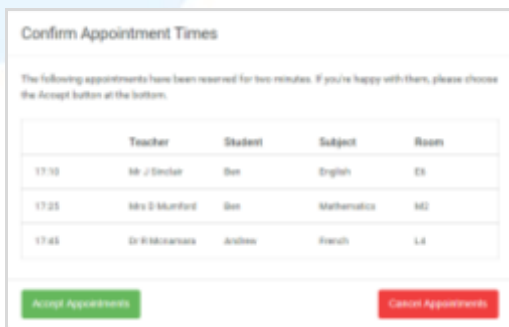 Confirm Appointment Times
The following appointments have been reserved for two minutes. If you're happy with them, please choose
the Accept button at the bottom.
Teacher Student Subject Room
17:10 Mr J Sinclair Ben English E6
17:25 Mrs D Mumford Ben Mathematics M2
17:45 Dr R Mcnamara Andrew French L4
Accept Appointments Cancel Appointments